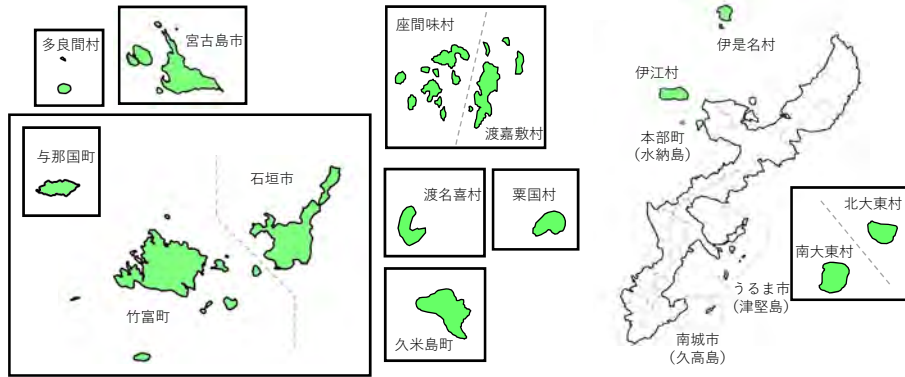 多良間村
宮古島市
座間味村
渡嘉敷村
伊是名村
伊江村
本部町
(水納島)
与那国町
石垣市
竹富町
渡名喜村
粟国村
久米島町
北大東村
南大東村
うるま市
(津堅島)
南城市
(久高島)